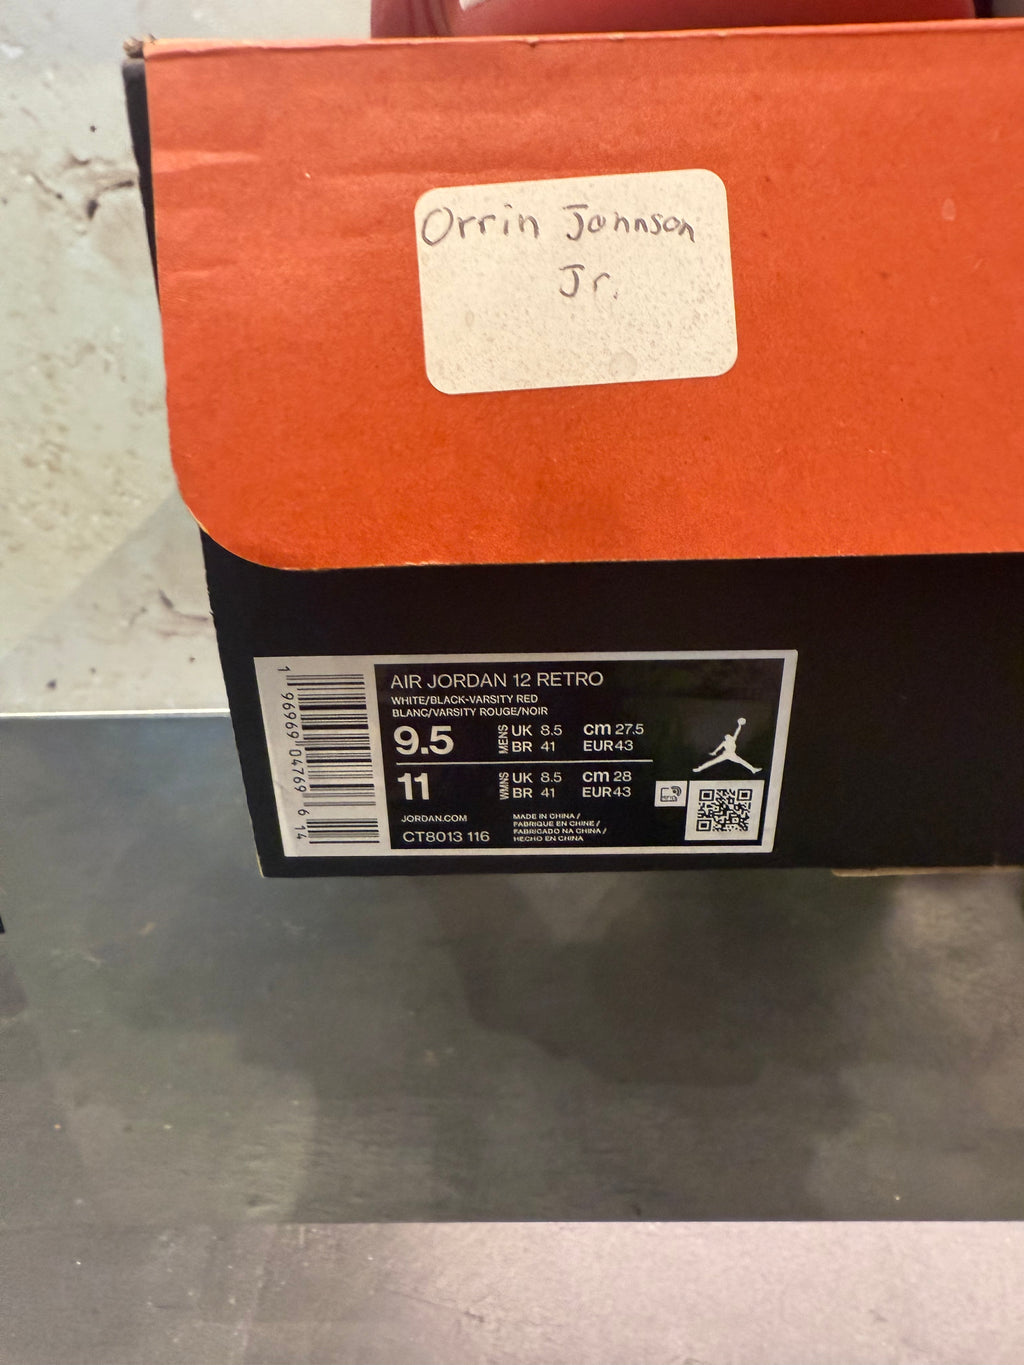 Orrin Johnson
Jr.
AIR JORDAN 12 RETRO
WHITE/BLACK-VARSITY RED
BLANC/VARSITY ROUGE/NOIR
9.5 MENS UK 8.5 cm 27.5
BR 41 EUR 43
11 WMNS UK 8.5 cm 28
BR 41 EUR 43
JORDAN.COM
CT8013 116
MADE IN CHINA /
FABRIQUE EN CHINE /
FABRICADO NA CHINA /
HECHO EN CHINA
1 96969 04769 6 14